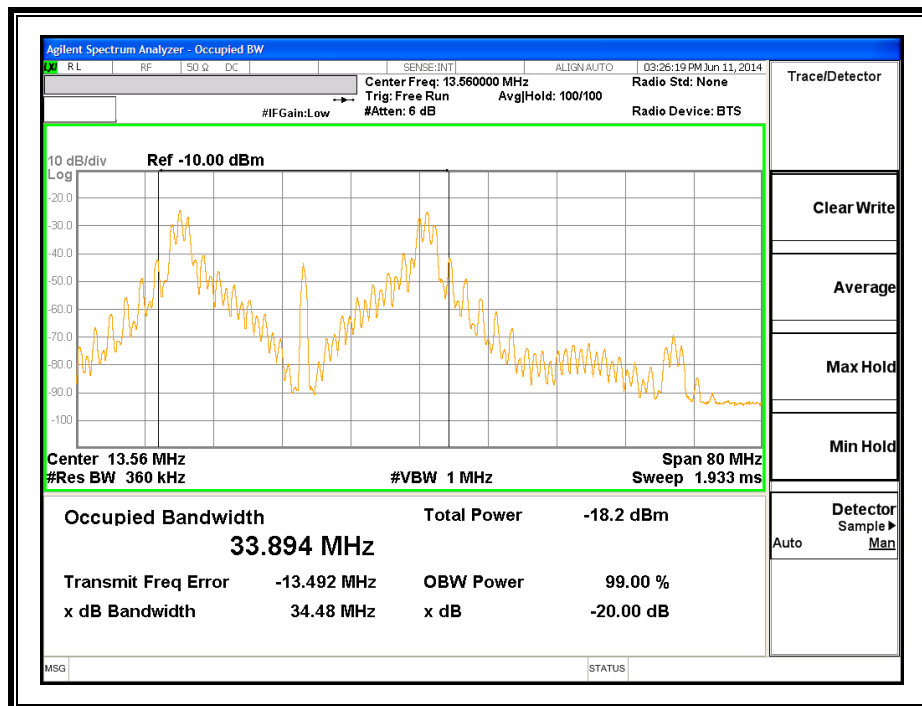 Agilent Spectrum Analyzer - Occupied BW
LXI RL RF 50 Ω DC SENSE:INT ALIGN AUTO 03:26:19 PM Jun 11, 2014
Center Freq: 13.560000 MHz Radio Std: None
Trig: Free Run Avg|Hold: 100/100
#IFGain:Low #Atten: 6 dB Radio Device: BTS
10 dB/div Ref -10.00 dBm
Log
-20.0
-30.0
-40.0
-50.0
-60.0
-70.0
-80.0
-90.0
-100
Center 13.56 MHz Span 80 MHz
#Res BW 360 kHz #VBW 1 MHz Sweep 1.933 ms
Occupied Bandwidth Total Power -18.2 dBm
33.894 MHz
Transmit Freq Error -13.492 MHz OBW Power 99.00 %
x dB Bandwidth 34.48 MHz x dB -20.00 dB
MSG STATUS
Trace/Detector
Clear Write
Average
Max Hold
Min Hold
Detector
Sample▶
Auto Man